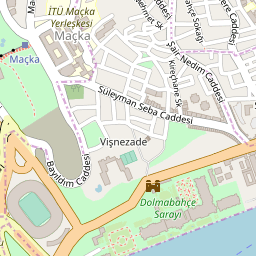 İTÜ Maçka
Yerleşkesi
Maçka
Maçka
Süleyman Seba Caddesi
Şair Nedim Caddesi
Kireçhane Sk
Vişnezade
Bayıldım Caddesi
Dolmabahçe
Sarayı